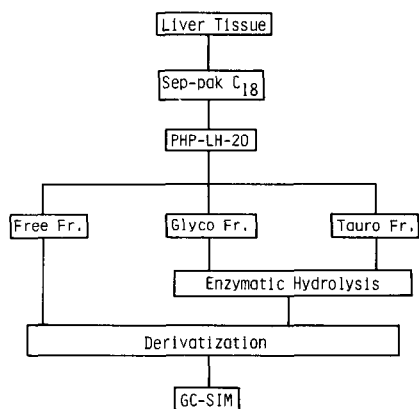 Liver Tissue
Sep-pak C18
PHP-LH-20
Free Fr.
Glyco Fr.
Tauro Fr.
Enzymatic Hydrolysis
Derivatization
GC-SIM